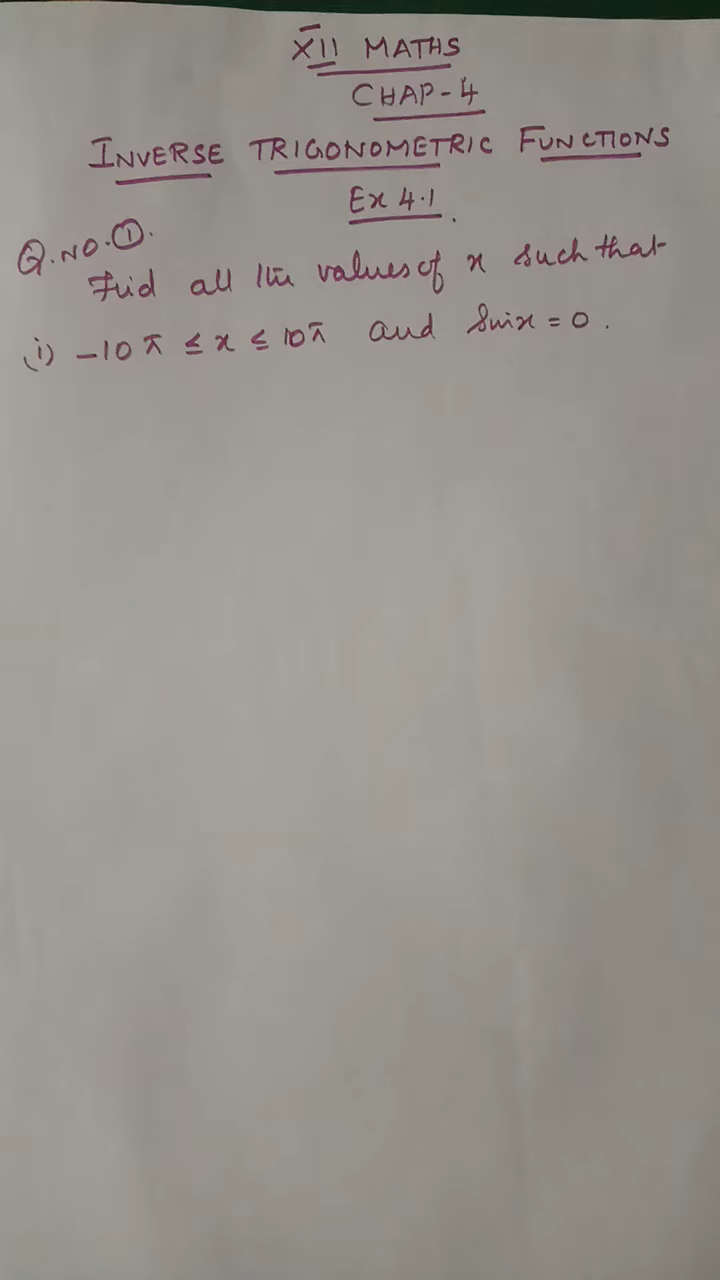 XII MATHS
CHAP-4
INVERSE TRIGONOMETRIC FUNCTIONS
Ex 4.1.
Q.NO.①.
Find all the values of x such that
(i) -10π ≤ x ≤ 10π and Sin x = 0.